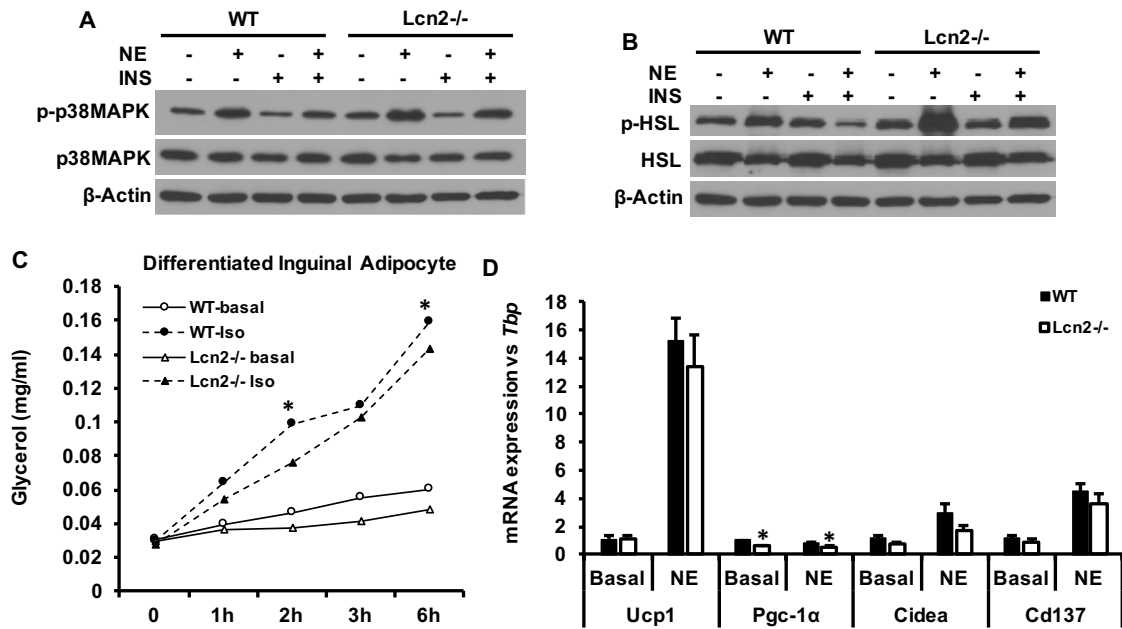 A
WT
Lcn2-/-
NE - + - + - + - +
INS - - + + - - + +
p-p38MAPK
p38MAPK
β-Actin
B
WT
Lcn2-/-
NE - + - + - + - +
INS - - + + - - + +
p-HSL
HSL
β-Actin
C
Differentiated Inguinal Adipocyte
Glycerol (mg/ml)
0.18
0.16
0.14
0.12
0.1
0.08
0.06
0.04
0.02
0
WT-basal
WT-Iso
Lcn2-/- basal
Lcn2-/- Iso
*
*
0 1h 2h 3h 6h
D
mRNA expression vs Tbp
18
16
14
12
10
8
6
4
2
0
WT
Lcn2-/-
* *
Basal NE Basal NE Basal NE Basal NE
Ucp1 Pgc-1α Cidea Cd137